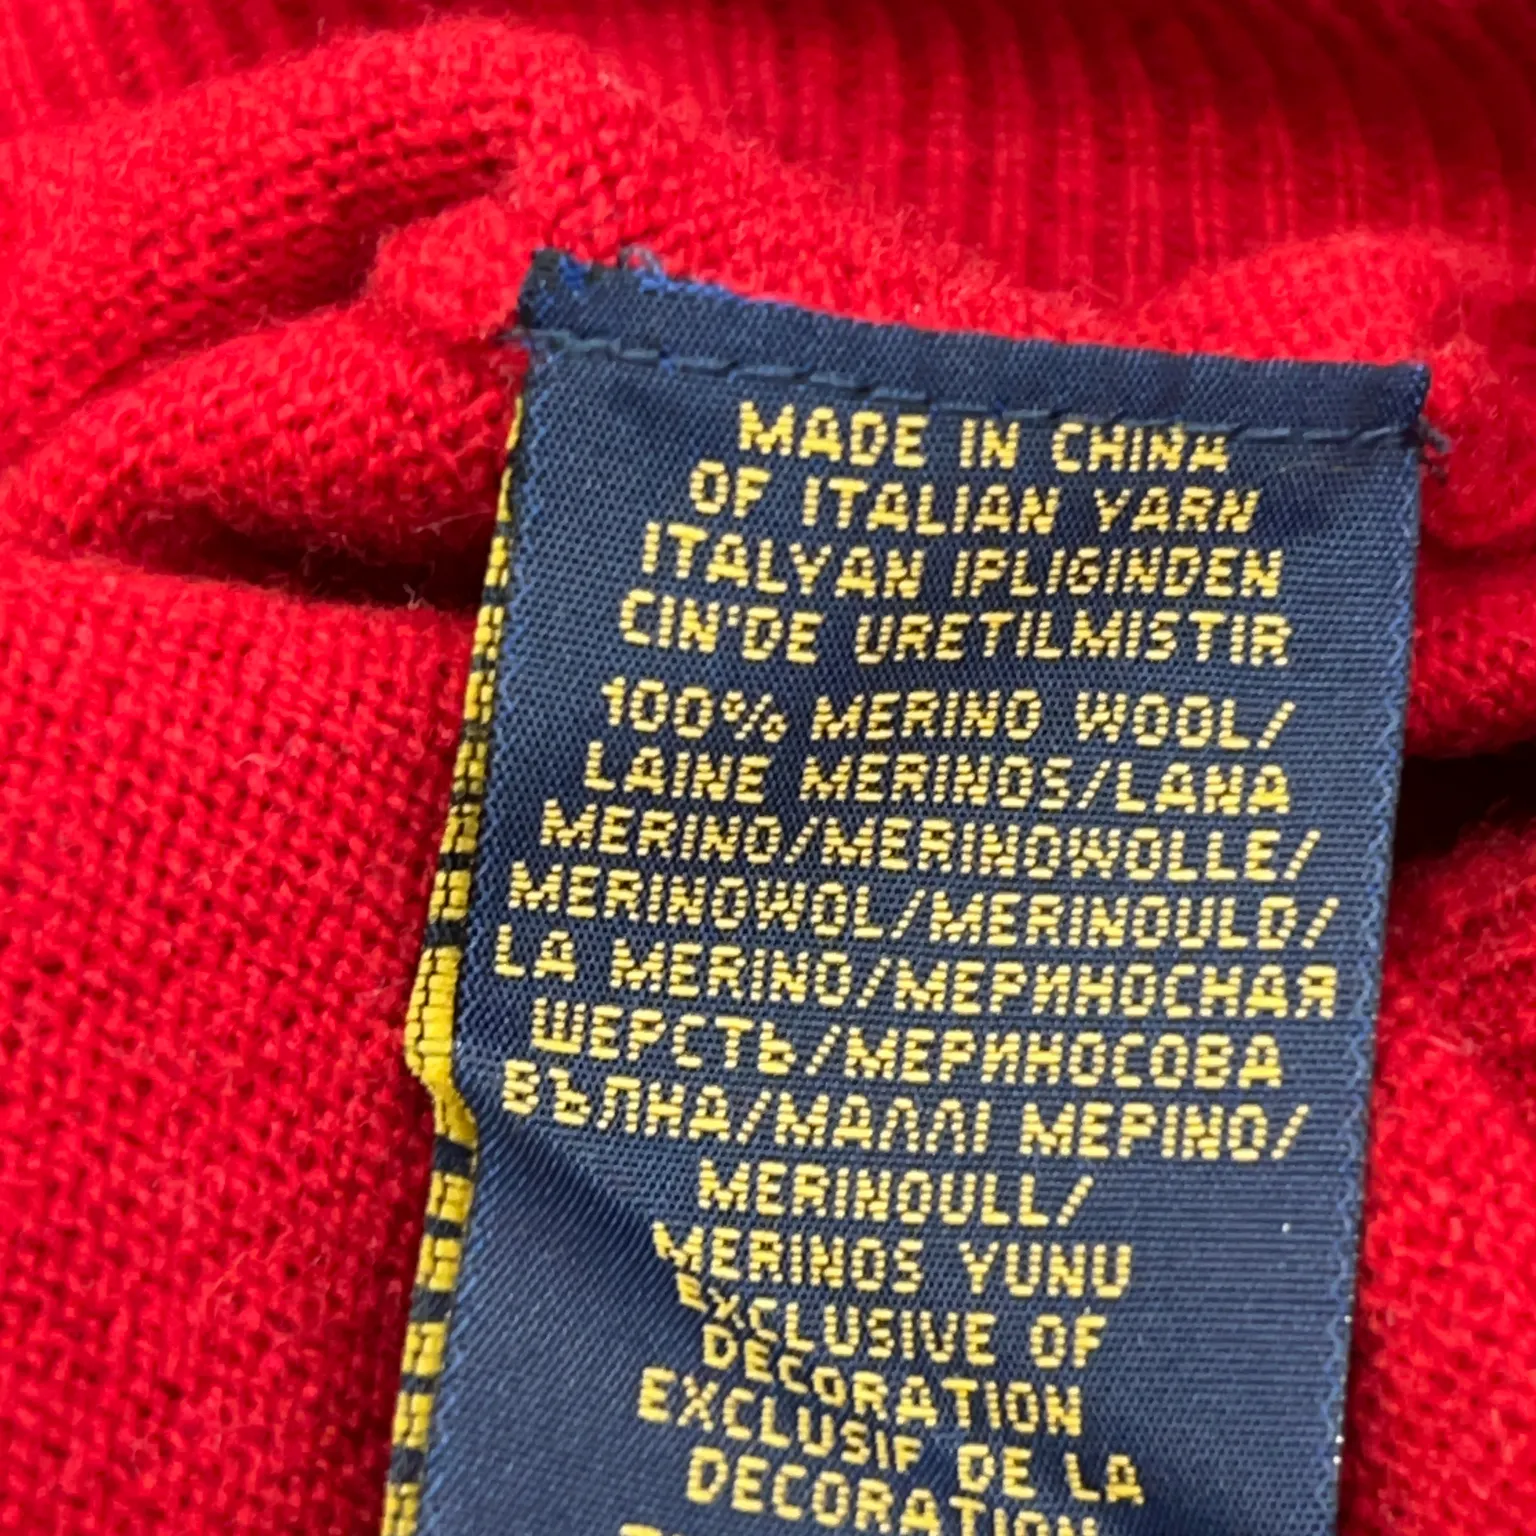 MADE IN CHINA
OF ITALIAN YARN
ITALYAN IPLIGINDEN
CIN'DE URETILMISTIR
100% MERINO WOOL/
LAINE MERINOS/LANA
MERINO/MERINOWOLLE/
MERINOWOL/MERINOULD/
LA MERINO/МЕРИНОСНАЯ
ШЕРСТЬ/МЕРИНОСОВА
ВЪЛНА/ΜΑΛΛΙ ΜΕΡΙΝΟ/
MERINOULL/
MERINOS YUNU
EXCLUSIVE OF
DECORATION
EXCLUSIF DE LA
DECORATION